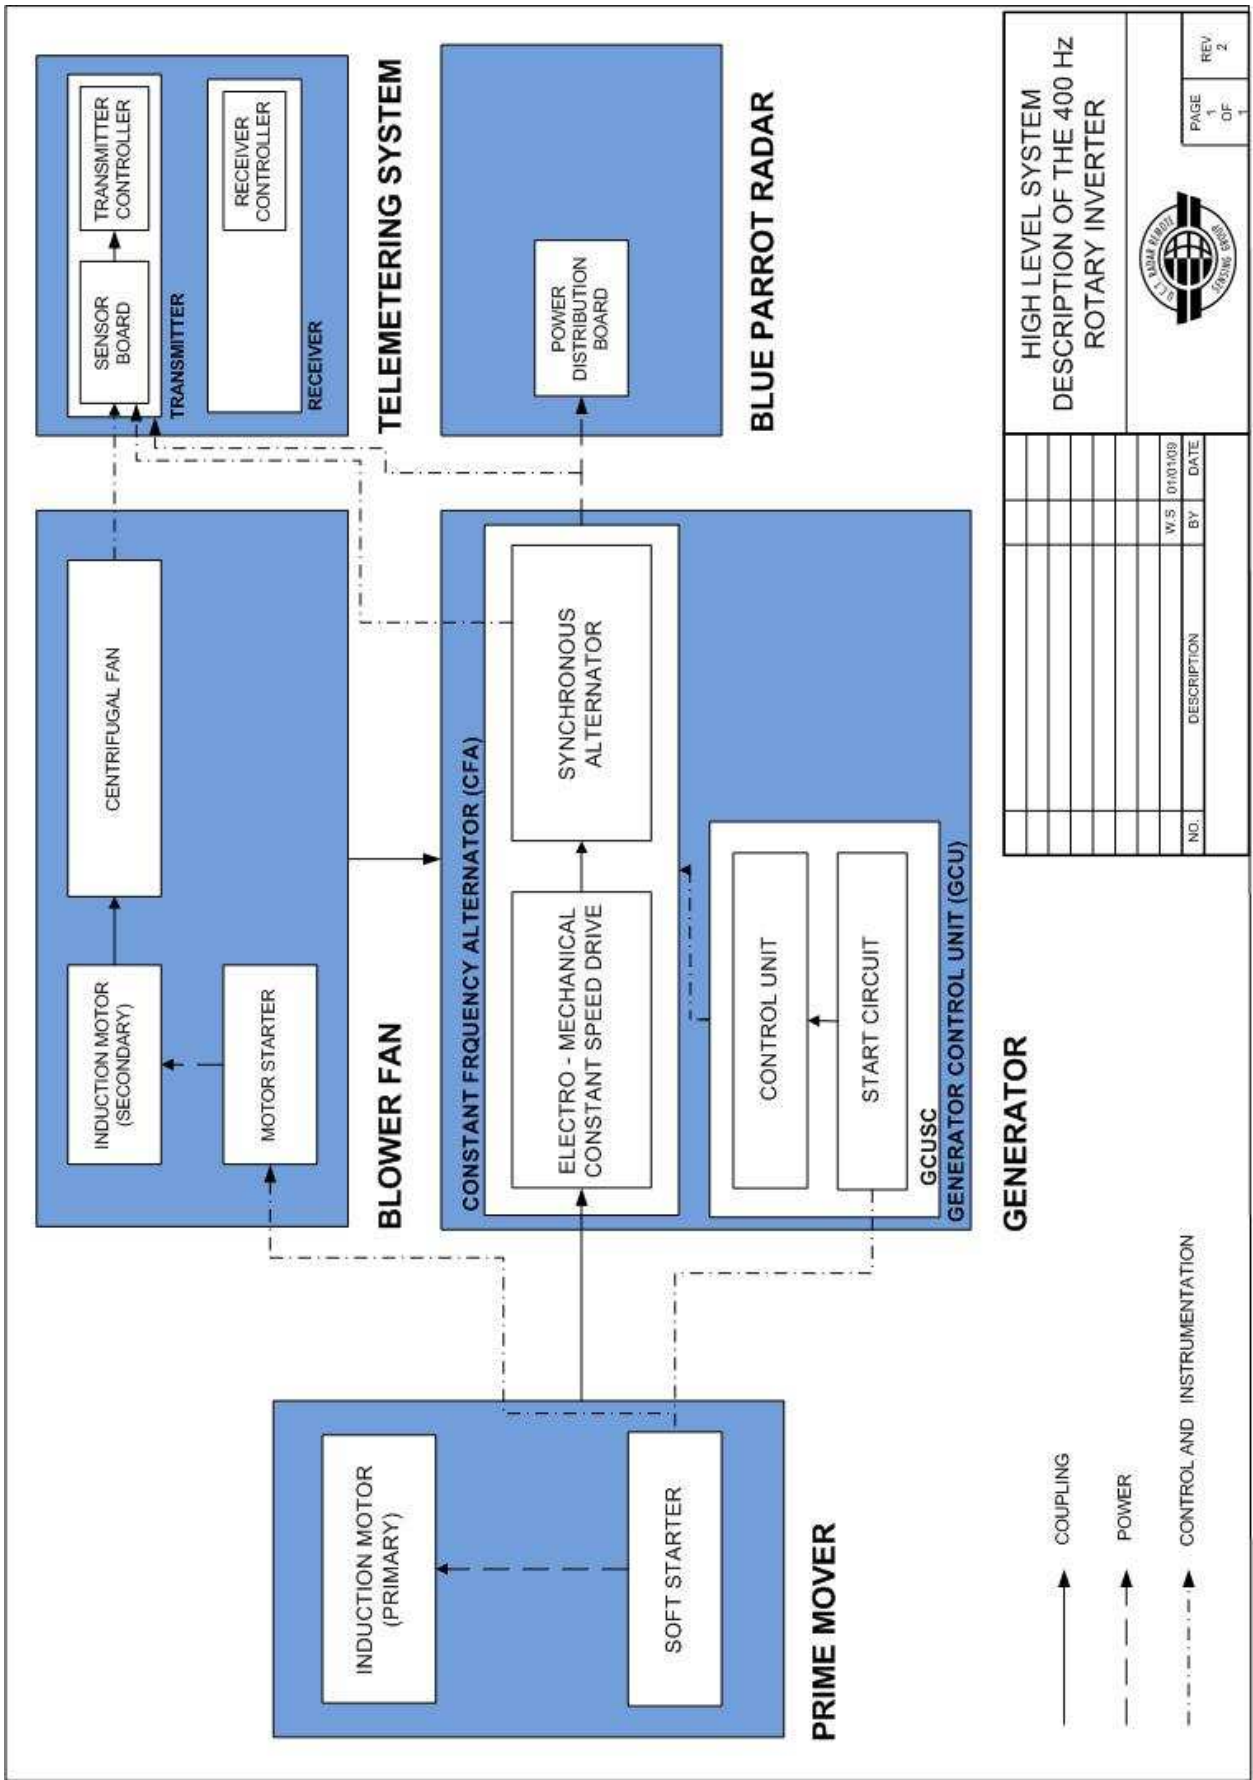 INDUCTION MOTOR
(PRIMARY)
SOFT STARTER
PRIME MOVER
INDUCTION MOTOR
(SECONDARY)
MOTOR STARTER
CENTRIFUGAL FAN
BLOWER FAN
SENSOR
BOARD
TRANSMITTER
CONTROLLER
TRANSMITTER
RECEIVER
CONTROLLER
RECEIVER
TELEMETERING SYSTEM
CONSTANT FRQUENCY ALTERNATOR (CFA)
ELECTRO - MECHANICAL
CONSTANT SPEED DRIVE
SYNCHRONOUS
ALTERNATOR
CONTROL UNIT
START CIRCUIT
GCUSC
GENERATOR CONTROL UNIT (GCU)
GENERATOR
POWER
DISTRIBUTION
BOARD
BLUE PARROT RADAR
COUPLING
POWER
CONTROL AND INSTRUMENTATION
W.S 01/01/09
NO. DESCRIPTION BY DATE
HIGH LEVEL SYSTEM
DESCRIPTION OF THE 400 Hz
ROTARY INVERTER
U.C.T. RADAR REMOTE
SENSING GROUP
PAGE
1
OF
1
REV
2